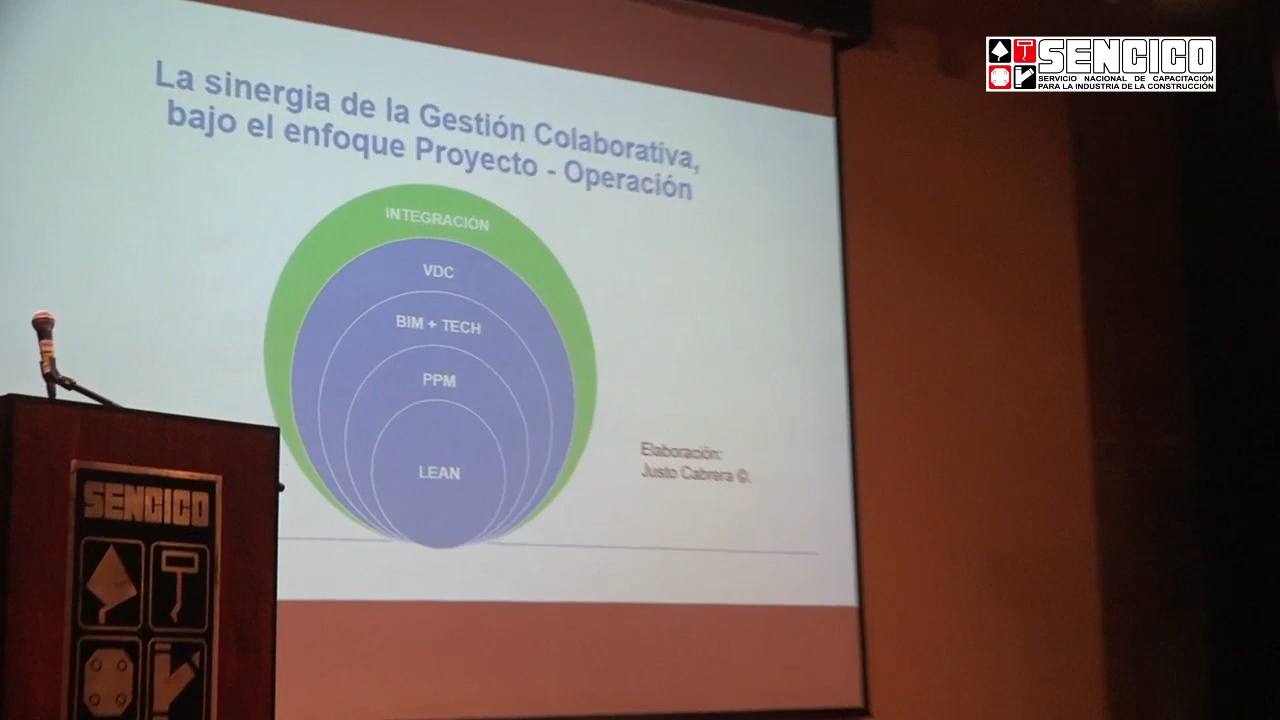 La sinergia de la Gestión Colaborativa,
bajo el enfoque Proyecto - Operación
INTEGRACIÓN
VDC
BIM + TECH
PPM
LEAN
Elaboración:
Justo Cabrera ©.
SENCICO
SENCICO
SERVICIO NACIONAL DE CAPACITACIÓN
PARA LA INDUSTRIA DE LA CONSTRUCCIÓN